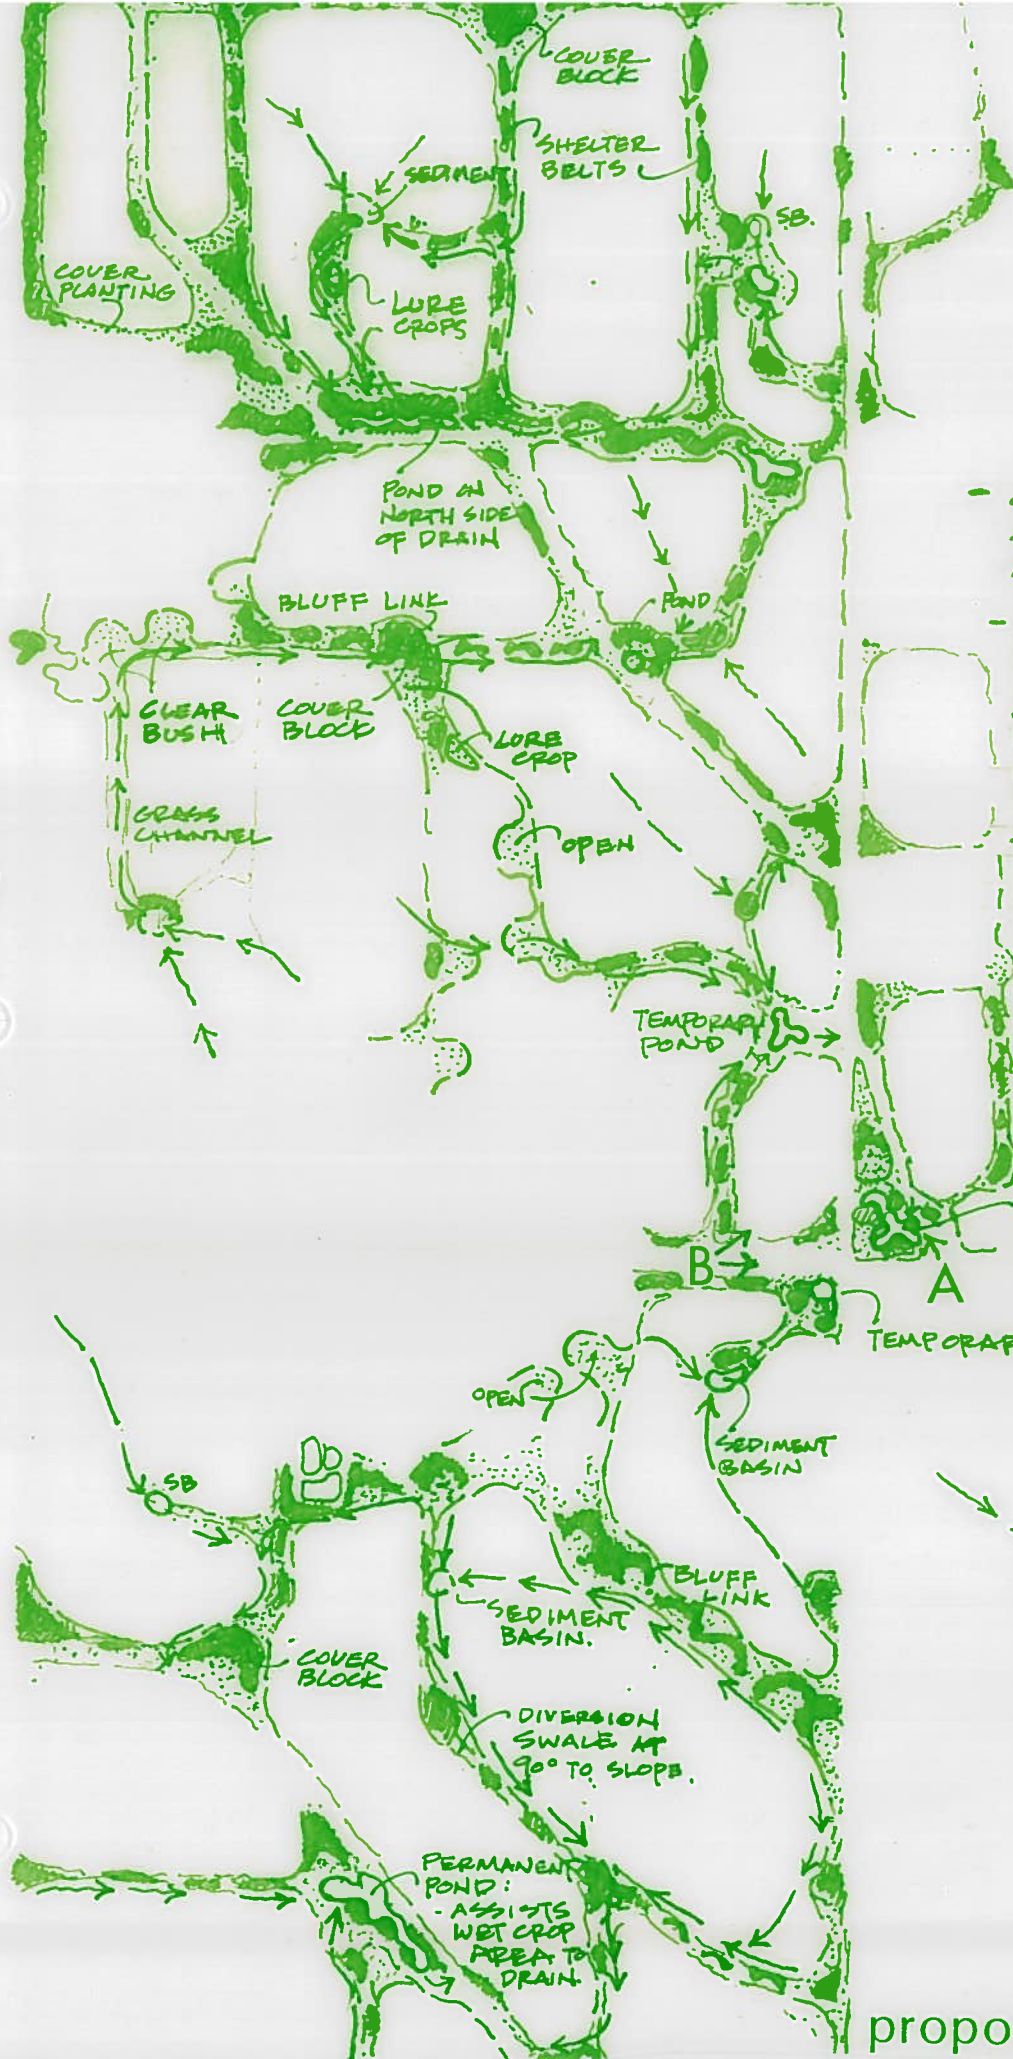 COVER
BLOCK
SHELTER
BELTS
SEDIMENT
SB.
COVER
PLANTING
LURE
CROPS
POND ON
NORTH SIDE
OF DRAIN
BLUFF LINK
POND
CLEAR
BUSH
COVER
BLOCK
LURE
CROP
GRASS
CHANNEL
OPEN
TEMPORARY
POND
B
A
TEMPORAR
OPEN
SEDIMENT
BASIN
SB
BLUFF
LINK
SEDIMENT
BASIN.
COVER
BLOCK
DIVERSION
SWALE AT
90° TO SLOPE.
PERMANENT
POND:
- ASSISTS
WET CROP
AREA TO
DRAIN.
propo